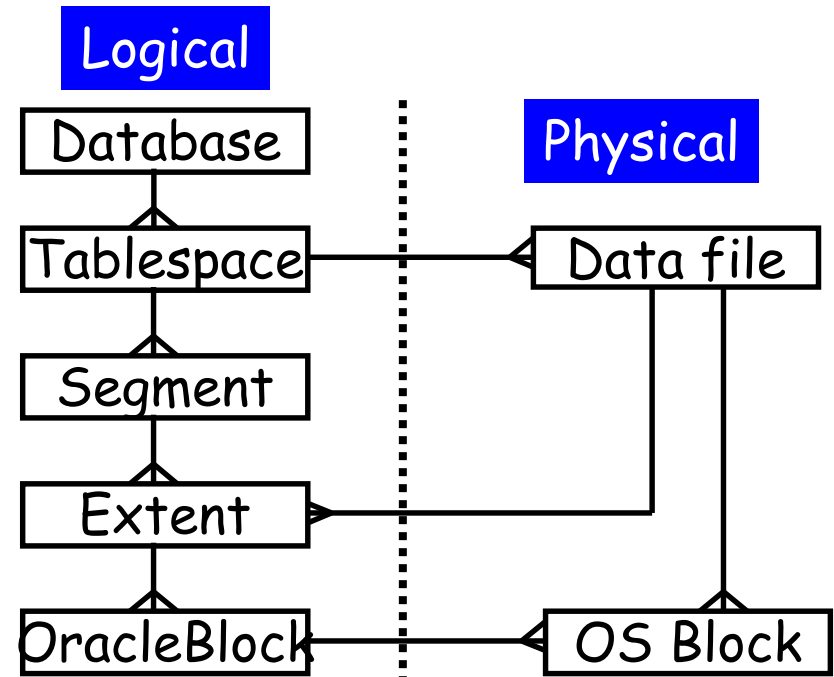 Logical
Physical
Database
Tablespace
Data file
Segment
Extent
OracleBlock
OS Block